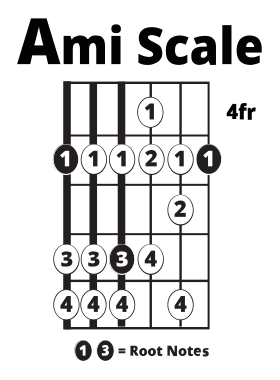 Ami Scale
1 4fr
1 1 1 2 1 1
2
3 3 3 4
4 4 4 4
1 3 = Root Notes